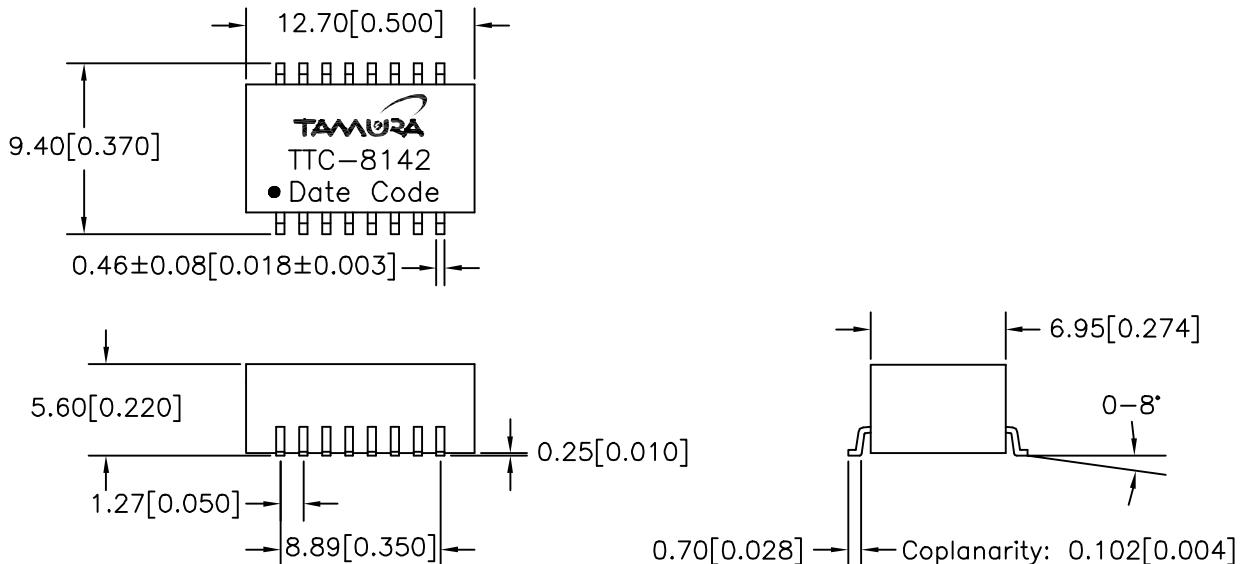 12.70[0.500]
9.40[0.370]
TAMURA
TTC-8142
Date Code
0.46±0.08[0.018±0.003]
6.95[0.274]
5.60[0.220]
0-8°
0.25[0.010]
1.27[0.050]
8.89[0.350]
0.70[0.028]
Coplanarity: 0.102[0.004]